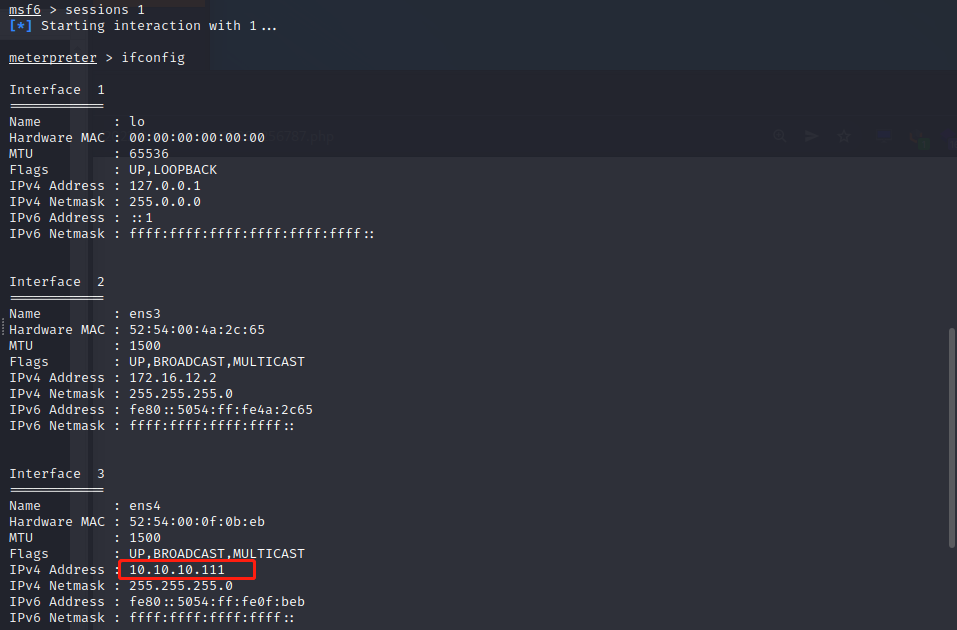 msf6 > sessions 1
[*] Starting interaction with 1...
meterpreter > ifconfig
Interface  1
============
Name         : lo
Hardware MAC : 00:00:00:00:00:00
MTU          : 65536
Flags        : UP,LOOPBACK
IPv4 Address : 127.0.0.1
IPv4 Netmask : 255.0.0.0
IPv6 Address : ::1
IPv6 Netmask : ffff:ffff:ffff:ffff:ffff:ffff::
Interface  2
============
Name         : ens3
Hardware MAC : 52:54:00:4a:2c:65
MTU          : 1500
Flags        : UP,BROADCAST,MULTICAST
IPv4 Address : 172.16.12.2
IPv4 Netmask : 255.255.255.0
IPv6 Address : fe80::5054:ff:fe4a:2c65
IPv6 Netmask : ffff:ffff:ffff:ffff::
Interface  3
============
Name         : ens4
Hardware MAC : 52:54:00:0f:0b:eb
MTU          : 1500
Flags        : UP,BROADCAST,MULTICAST
IPv4 Address : 10.10.10.111
IPv4 Netmask : 255.255.255.0
IPv6 Address : fe80::5054:ff:fe0f:beb
IPv6 Netmask : ffff:ffff:ffff:ffff::